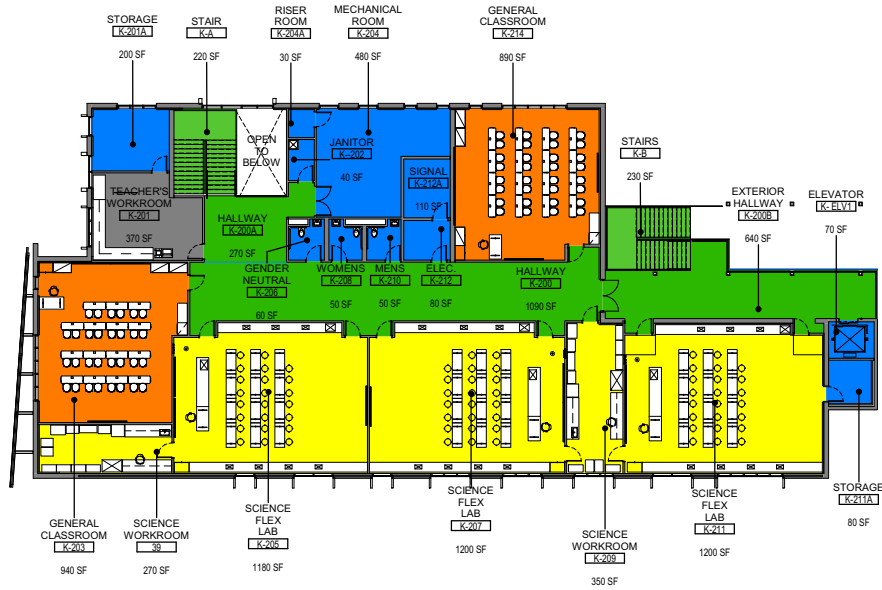 STORAGE
K-201A
200 SF
STAIR
K-A
220 SF
RISER
ROOM
K-204A
30 SF
MECHANICAL
ROOM
K-204
480 SF
GENERAL
CLASSROOM
K-214
890 SF
OPEN
TO
BELOW
JANITOR
K-202
40 SF
SIGNAL
K-212A
110 SF
STAIRS
K-B
230 SF
EXTERIOR
HALLWAY
K-200B
640 SF
ELEVATOR
K- ELV1
70 SF
TEACHER'S
WORKROOM
K-201
370 SF
HALLWAY
K-200A
270 SF
GENDER
NEUTRAL
K-206
60 SF
WOMENS
K-208
50 SF
MENS
K-210
50 SF
ELEC.
K-212
80 SF
HALLWAY
K-200
1090 SF
GENERAL
CLASSROOM
K-203
940 SF
SCIENCE
WORKROOM
39
270 SF
SCIENCE
FLEX
LAB
K-205
1180 SF
SCIENCE
FLEX
LAB
K-207
1200 SF
SCIENCE
WORKROOM
K-209
350 SF
SCIENCE
FLEX
LAB
K-211
1200 SF
STORAGE
K-211A
80 SF